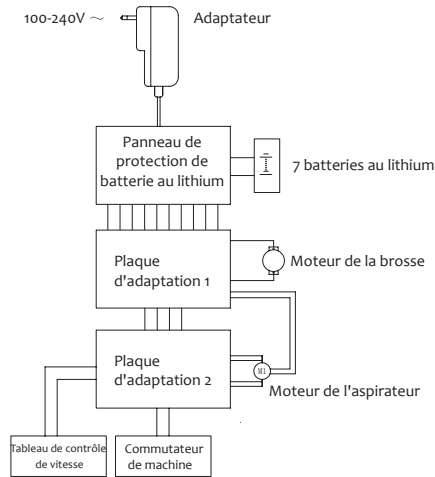 100-240V ~ Adaptateur
Panneau de
protection de
batterie au lithium
7 batteries au lithium
Plaque
d'adaptation 1
Moteur de la brosse
Plaque
d'adaptation 2
M1
Moteur de l'aspirateur
Tableau de contrôle
de vitesse
Commutateur
de machine